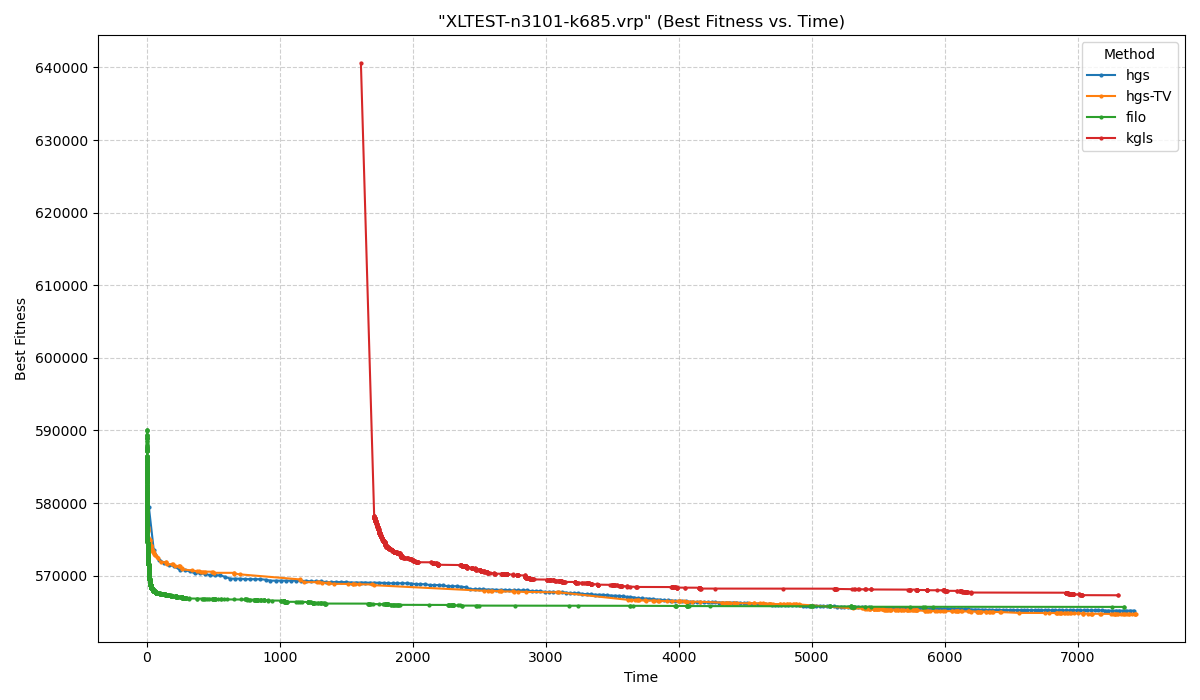 "XLTEST-n3101-k685.vrp" (Best Fitness vs. Time)
Best Fitness
640000
630000
620000
610000
600000
590000
580000
570000
Method
hgs
hgs-TV
filo
kgls
0 1000 2000 3000 4000 5000 6000 7000
Time